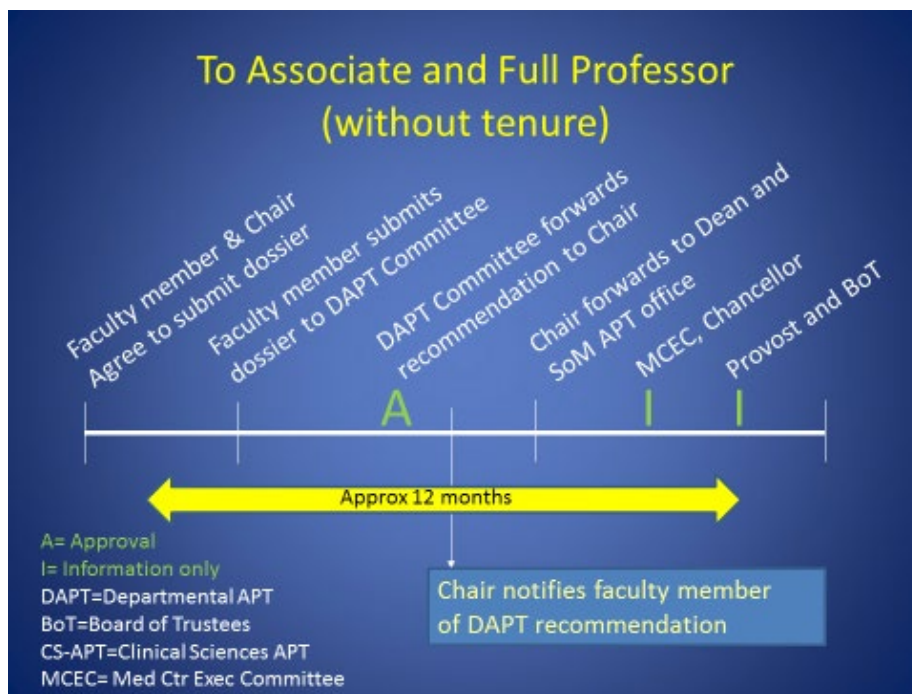 To Associate and Full Professor
(without tenure)
Faculty member & Chair
Agree to submit dossier
Faculty member submits
dossier to DAPT Committee
DAPT Committee forwards
recommendation to Chair
Chair forwards to Dean and
SoM APT office
MCEC, Chancellor
Provost and BoT
A
I
I
Approx 12 months
A= Approval
I= Information only
DAPT=Departmental APT
BoT=Board of Trustees
CS-APT=Clinical Sciences APT
MCEC= Med Ctr Exec Committee
Chair notifies faculty member
of DAPT recommendation